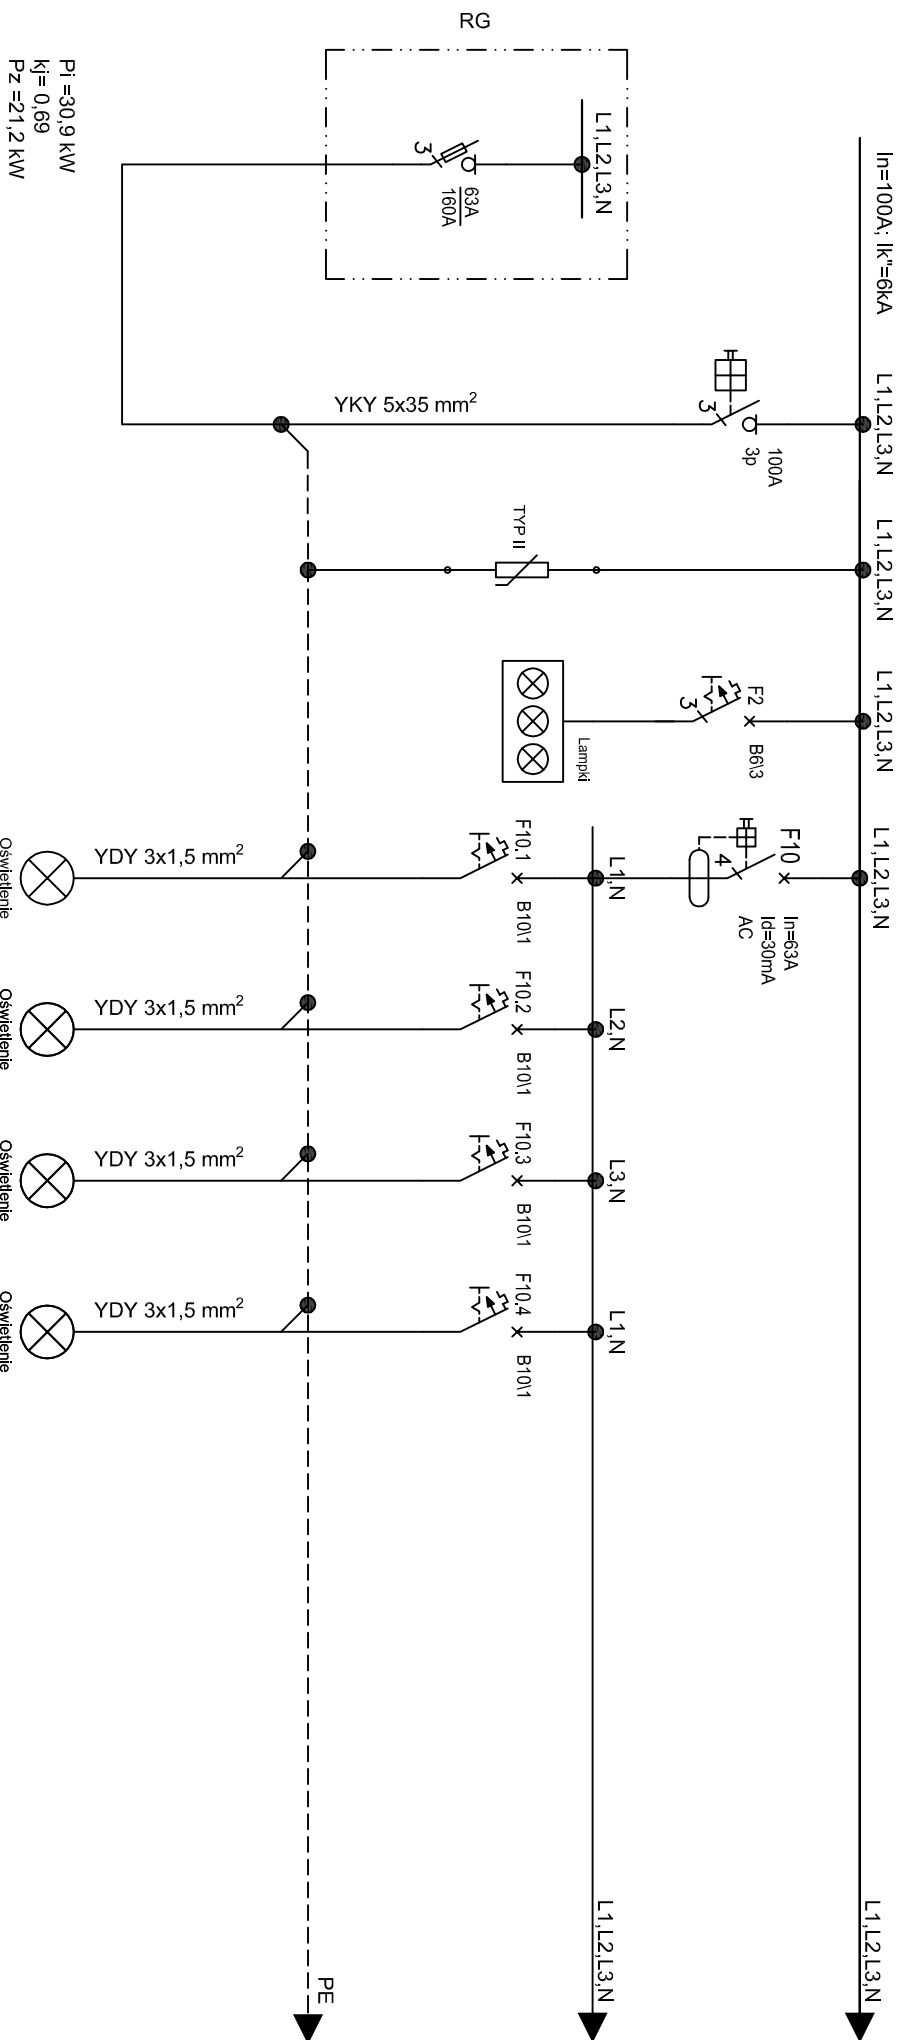 RG
L1,L2,L3,N
3
63A
160A
Pi =30,9 kW
kj= 0,69
Pz =21,2 kW
In=100A; Ik"=6kA
L1,L2,L3,N
3
100A
3p
YKY 5x35 mm²
L1,L2,L3,N
TYP II
L1,L2,L3,N
F2
3
B6\3
Lampki
L1,L2,L3,N
F10
4
In=63A
Id=30mA
AC
L1,N
F10.1
B10\1
YDY 3x1,5 mm²
Oświetlenie
L2,N
F10.2
B10\1
YDY 3x1,5 mm²
Oświetlenie
L3,N
F10.3
B10\1
YDY 3x1,5 mm²
Oświetlenie
L1,N
F10.4
B10\1
YDY 3x1,5 mm²
Oświetlenie
L1,L2,L3,N
L1,L2,L3,N
PE